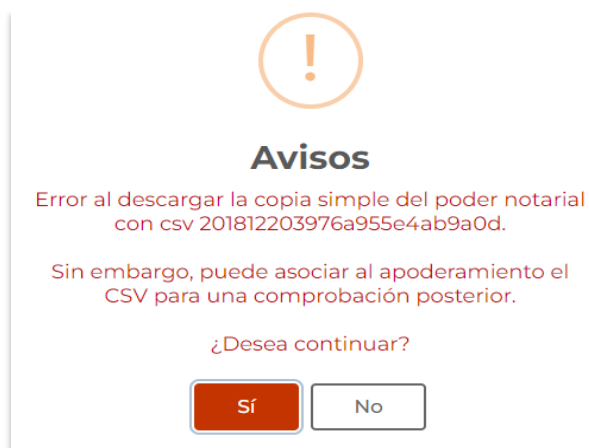 !
Avisos
Error al descargar la copia simple del poder notarial
con csv 201812203976a955e4ab9a0d.
Sin embargo, puede asociar al apoderamiento el
CSV para una comprobación posterior.
¿Desea continuar?
Sí
No